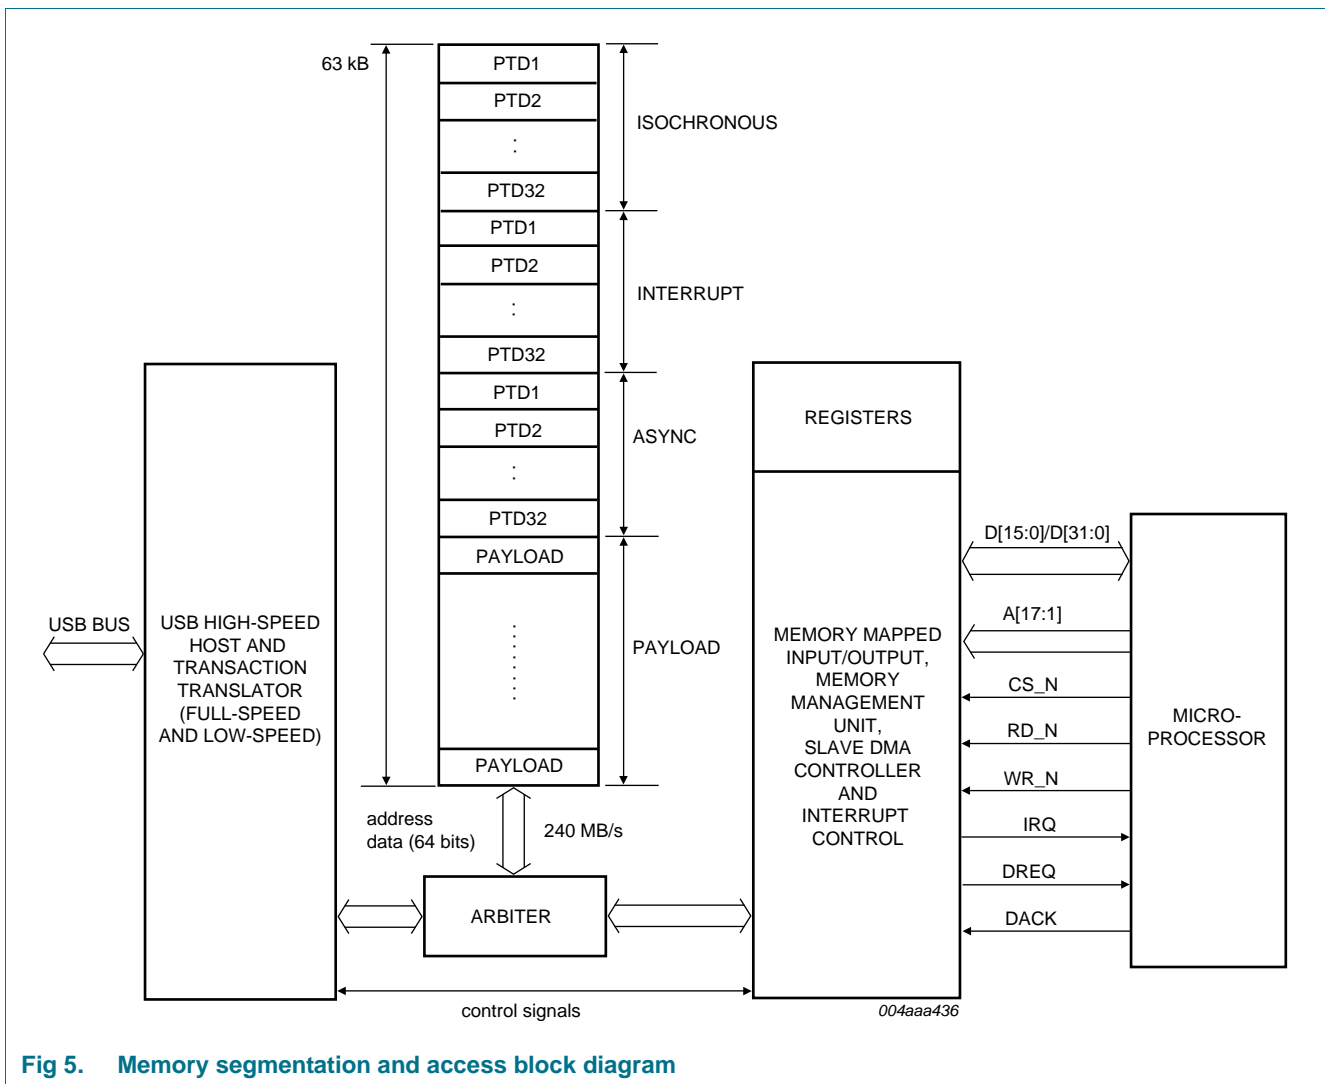 63 kB
PTD1
PTD2
:
PTD32
ISOCHRONOUS
PTD1
PTD2
:
PTD32
INTERRUPT
PTD1
PTD2
:
PTD32
ASYNC
PAYLOAD
PAYLOAD
PAYLOAD
address
data (64 bits)
240 MB/s
ARBITER
USB BUS
USB HIGH-SPEED
HOST AND
TRANSACTION
TRANSLATOR
(FULL-SPEED
AND LOW-SPEED)
REGISTERS
MEMORY MAPPED
INPUT/OUTPUT,
MEMORY
MANAGEMENT
UNIT,
SLAVE DMA
CONTROLLER
AND
INTERRUPT
CONTROL
D[15:0]/D[31:0]
A[17:1]
CS_N
RD_N
WR_N
IRQ
DREQ
DACK
MICRO-
PROCESSOR
control signals
004aaa436
Fig 5. Memory segmentation and access block diagram